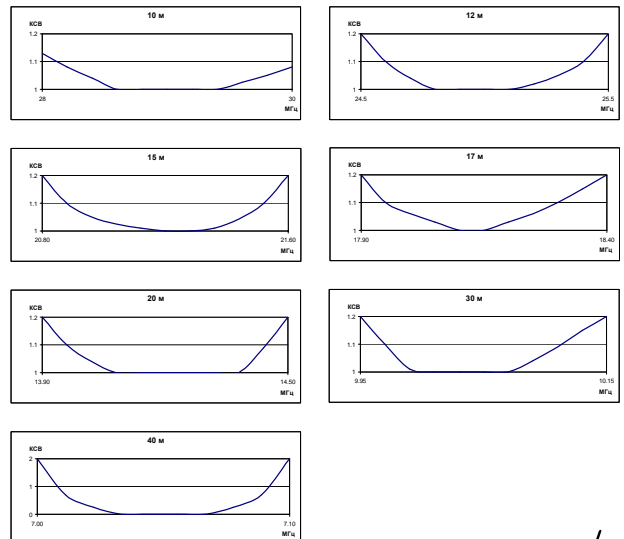 10 м
КСВ
1.2
1.1
1
28 30
МГц
12 м
КСВ
1.2
1.1
1
24.5 25.5
МГц
15 м
КСВ
1.2
1.1
1
20.80 21.60
МГц
17 м
КСВ
1.2
1.1
1
17.90 18.40
МГц
20 м
КСВ
1.2
1.1
1
13.90 14.50
МГц
30 м
КСВ
1.2
1.1
1
9.95 10.15
МГц
40 м
КСВ
2
1
0
7.00 7.10
МГц